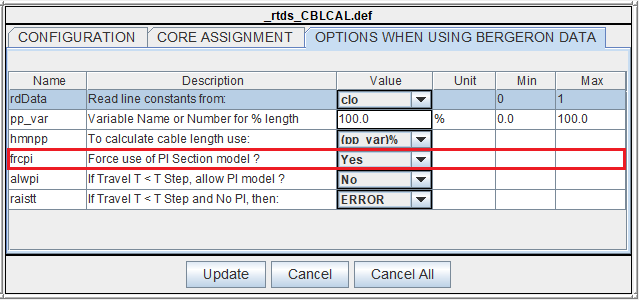 _rtds_CBLCAL.def
CONFIGURATION CORE ASSIGNMENT OPTIONS WHEN USING BERGERON DATA
Name Description Value Unit Min Max
rdData Read line constants from: clo 0 1
pp_var Variable Name or Number for % length 100.0 % 0.0 100.0
hmnpp To calculate cable length use: (pp_var)%
frcpi Force use of PI Section model ? Yes
alwpi If Travel T < T Step, allow PI model ? No
raistt If Travel T < T Step and No PI, then: ERROR
Update Cancel Cancel All